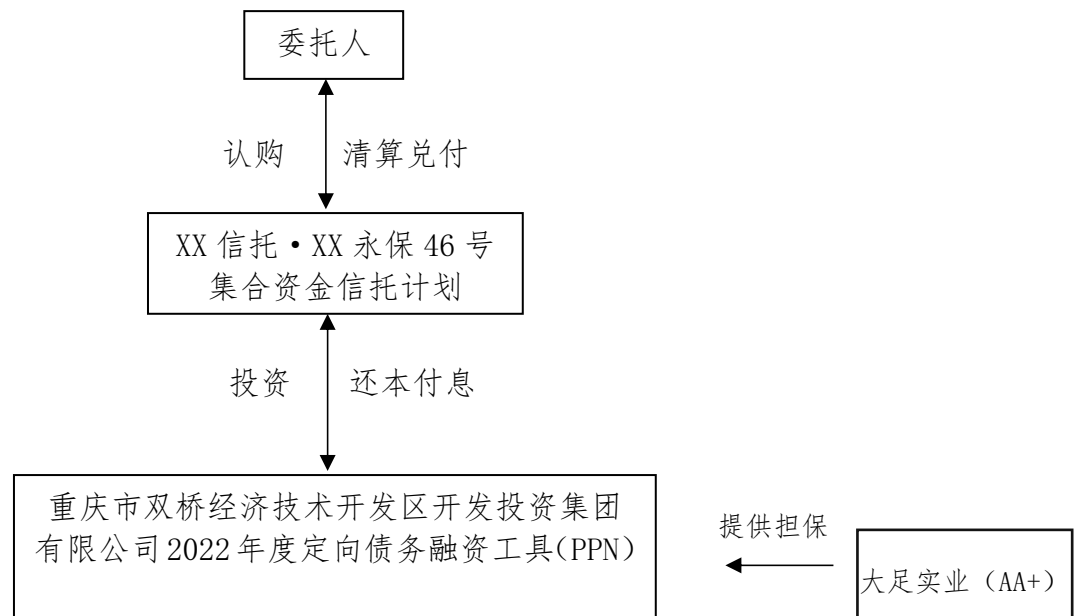 委托人
认购 清算兑付
XX 信托·XX 永保 46 号
集合资金信托计划
投资 还本付息
重庆市双桥经济技术开发区开发投资集团
有限公司2022年度定向债务融资工具(PPN)
提供担保
大足实业（AA+）